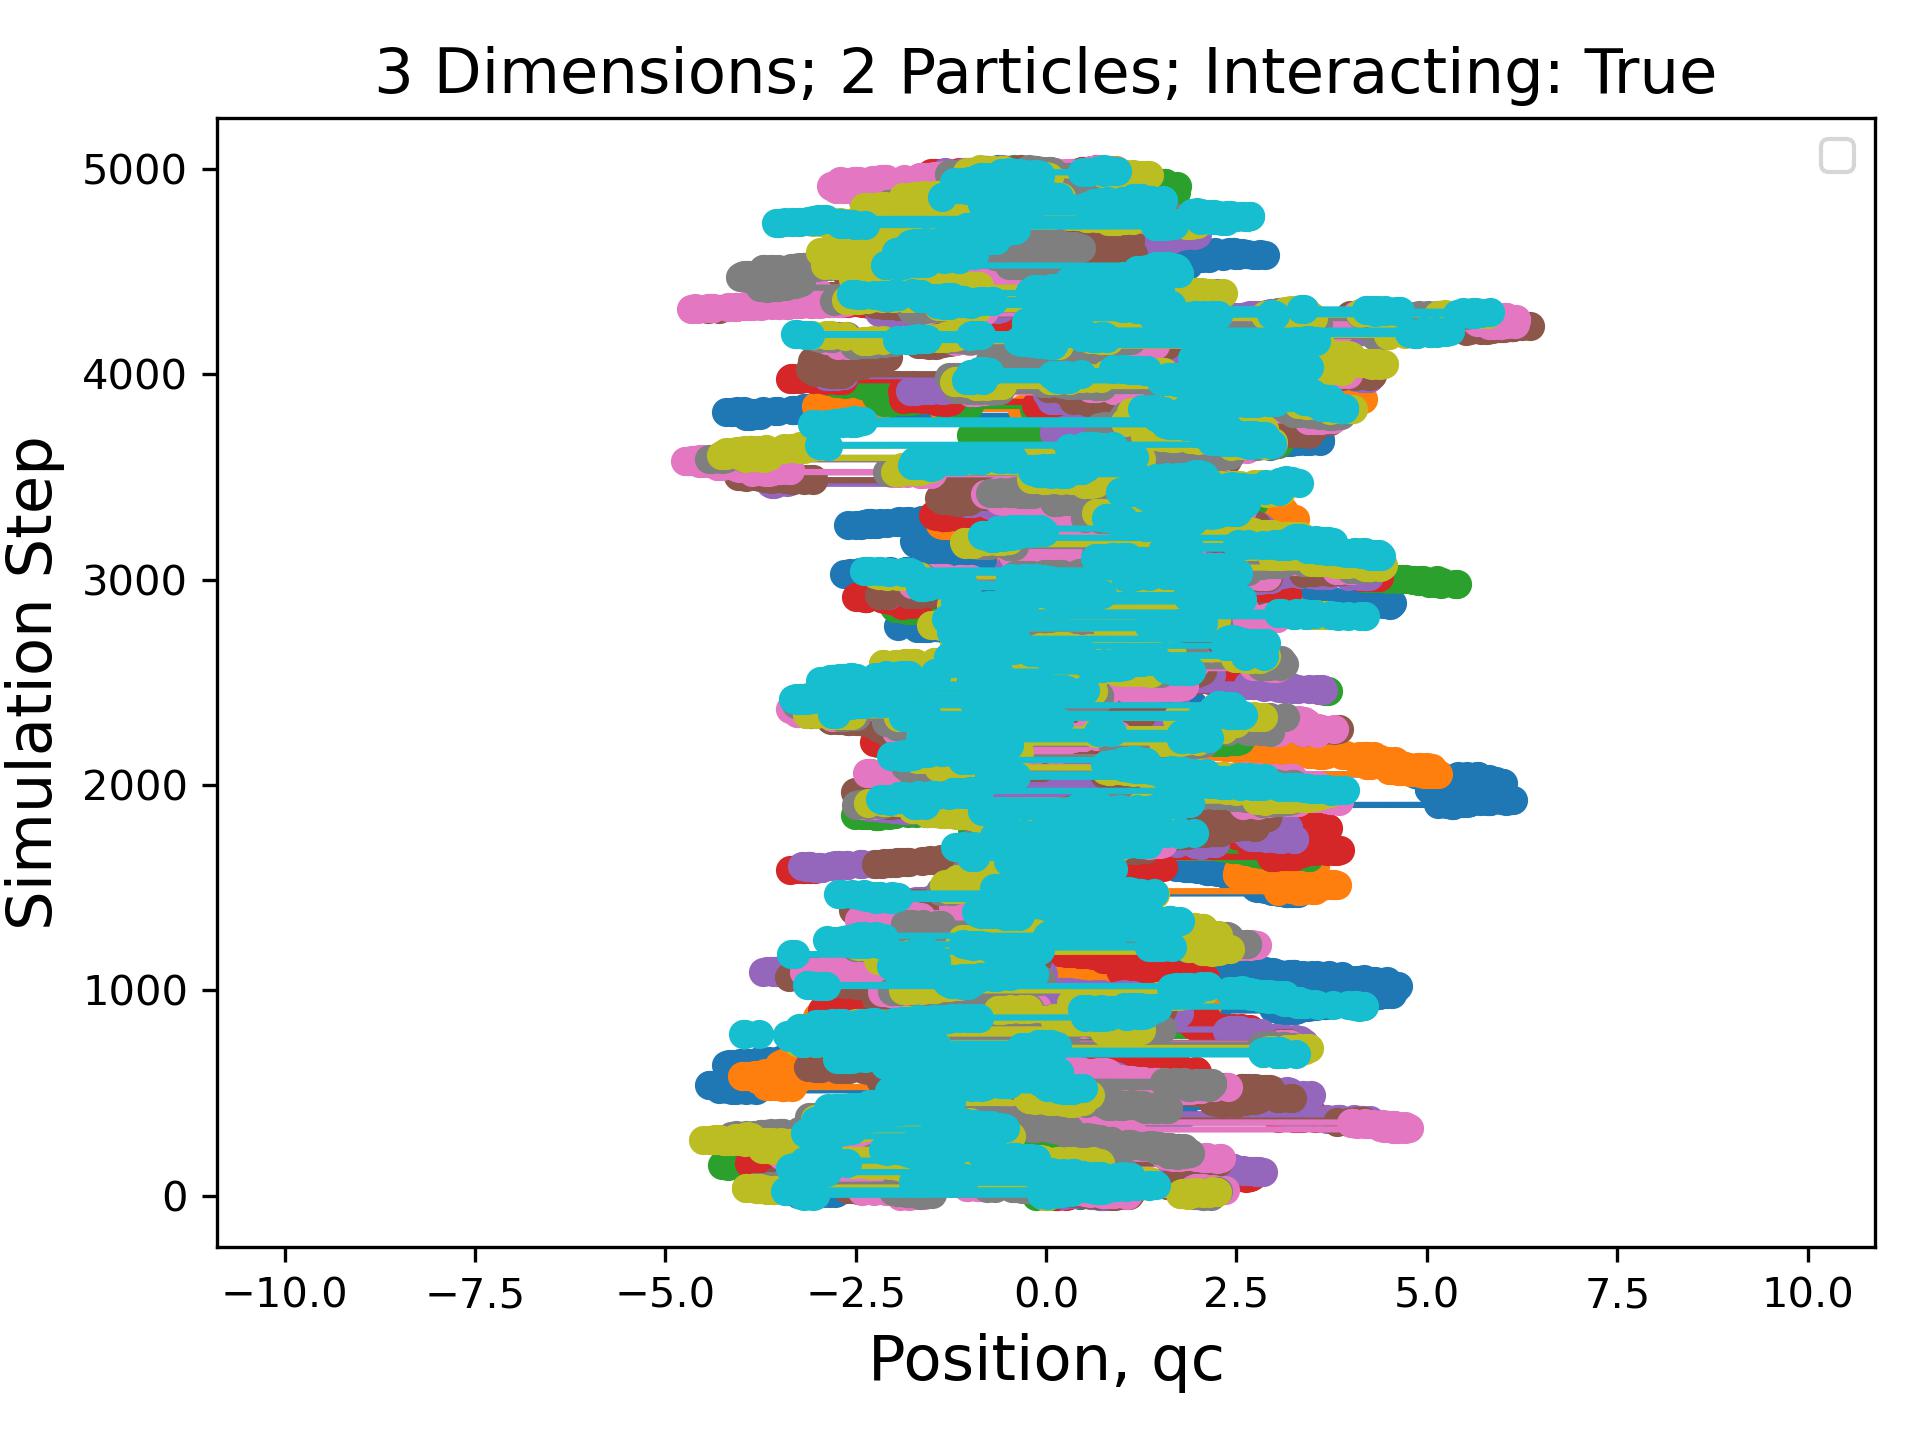 3 Dimensions; 2 Particles; Interacting: True
Simulation Step
5000
4000
3000
2000
1000
0
−10.0 −7.5 −5.0 −2.5 0.0 2.5 5.0 7.5 10.0
Position, qc